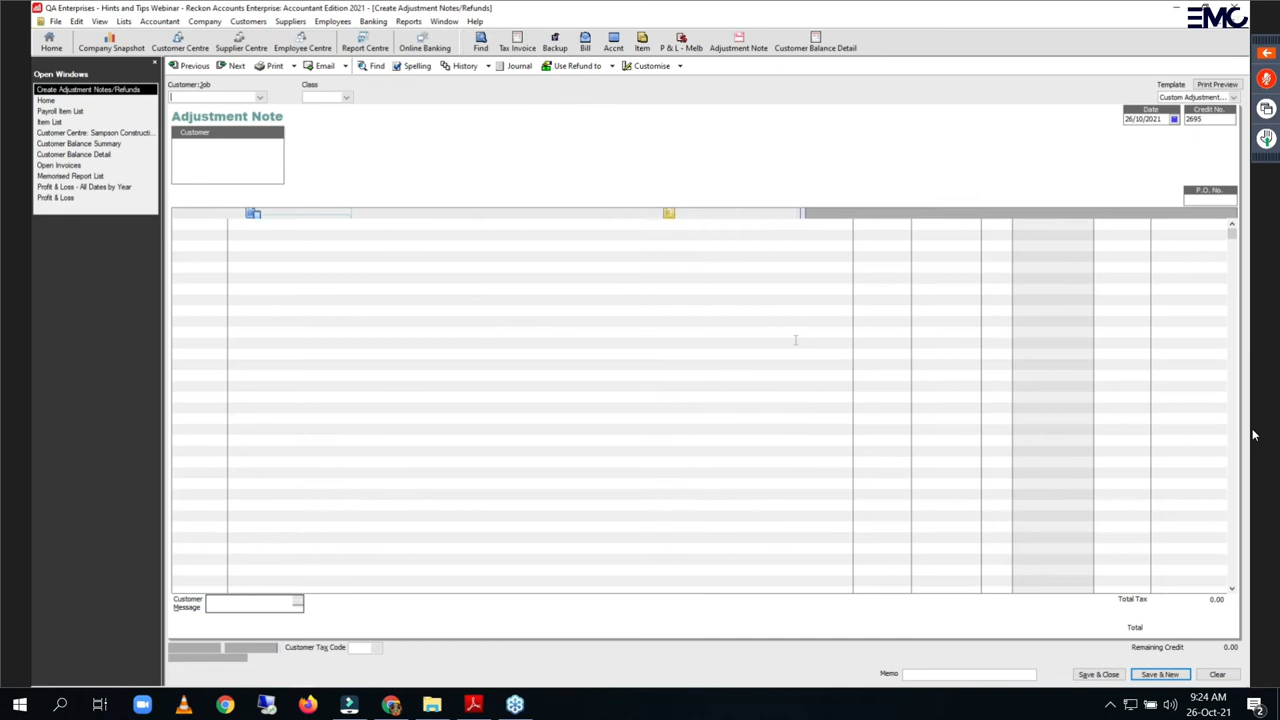 QA Enterprises - Hints and Tips Webinar - Reckon Accounts Enterprise: Accountant Edition 2021 - [Create Adjustment Notes/Refunds]
EMC
File Edit View Lists Accountant Company Customers Suppliers Employees Banking Reports Window Help
Home Company Snapshot Customer Centre Supplier Centre Employee Centre Report Centre Online Banking Find Tax Invoice Backup Bill Accnt Item P & L - Melb Adjustment Note Customer Balance Detail
Previous Next Print Email Find Spelling History Journal Use Refund to Customise
Open Windows
Create Adjustment Notes/Refunds
Home
Payroll Item List
Item List
Customer Centre: Sampson Constructi...
Customer Balance Summary
Customer Balance Detail
Open Invoices
Memorised Report List
Profit & Loss - All Dates by Year
Profit & Loss
Customer:Job Class Template Print Preview
Custom Adjustment...
Adjustment Note
Date Credit No.
26/10/2021 2695
Customer
P.O. No.
Customer Message
Total Tax 0.00
Total
Customer Tax Code
Remaining Credit 0.00
Memo
Save & Close Save & New Clear
9:24 AM
26-Oct-21
2